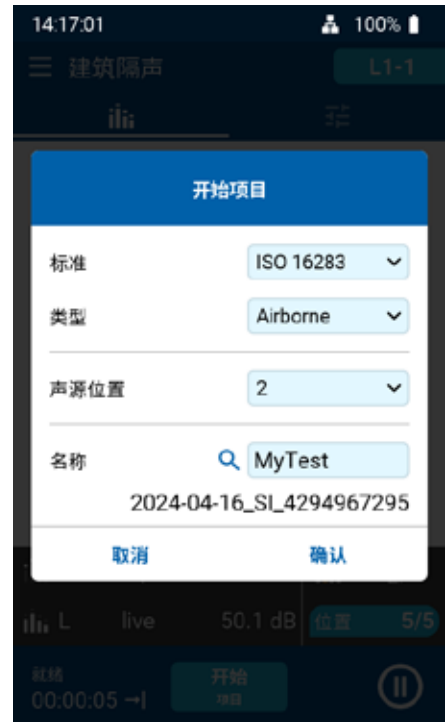 14:17:01 100%
建筑隔声 L1-1
开始项目
标准 ISO 16283
类型 Airborne
声源位置 2
名称 MyTest
2024-04-16_SI_4294967295
取消 确认
L live 50.1 dB 位置 5/5
就绪 开始
00:00:05 项目